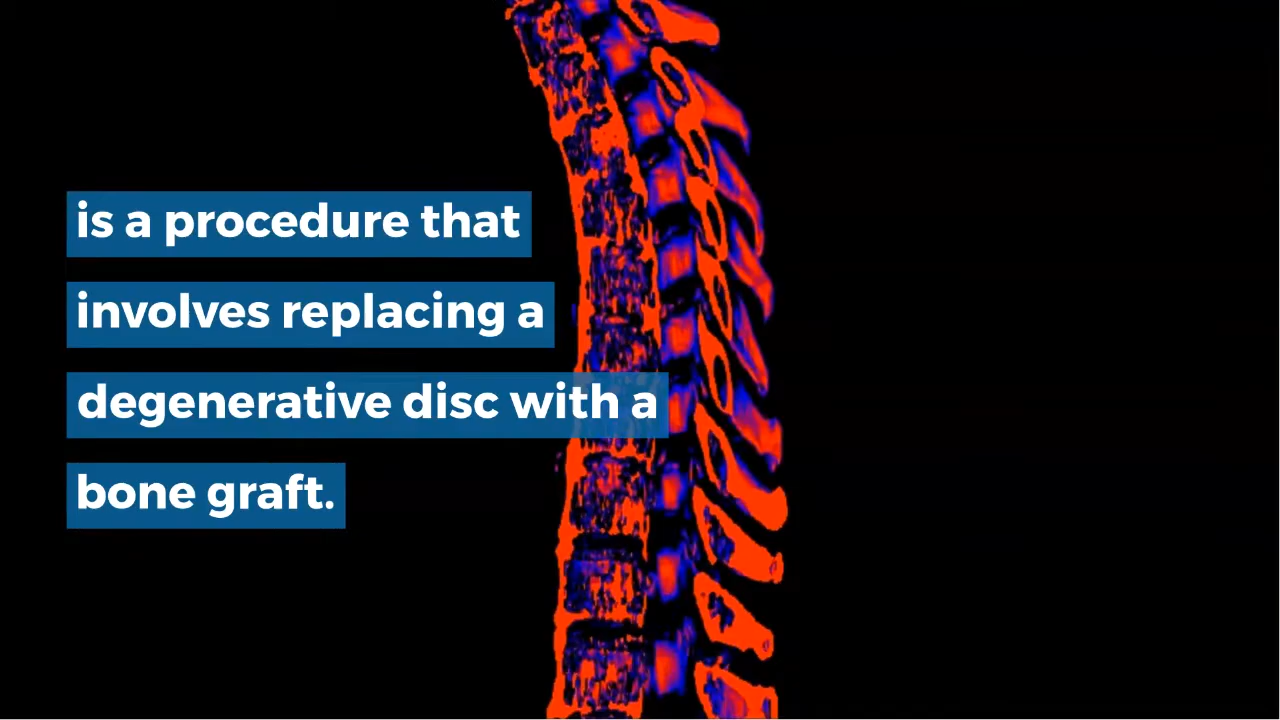 is a procedure that
involves replacing a
degenerative disc with a
bone graft.